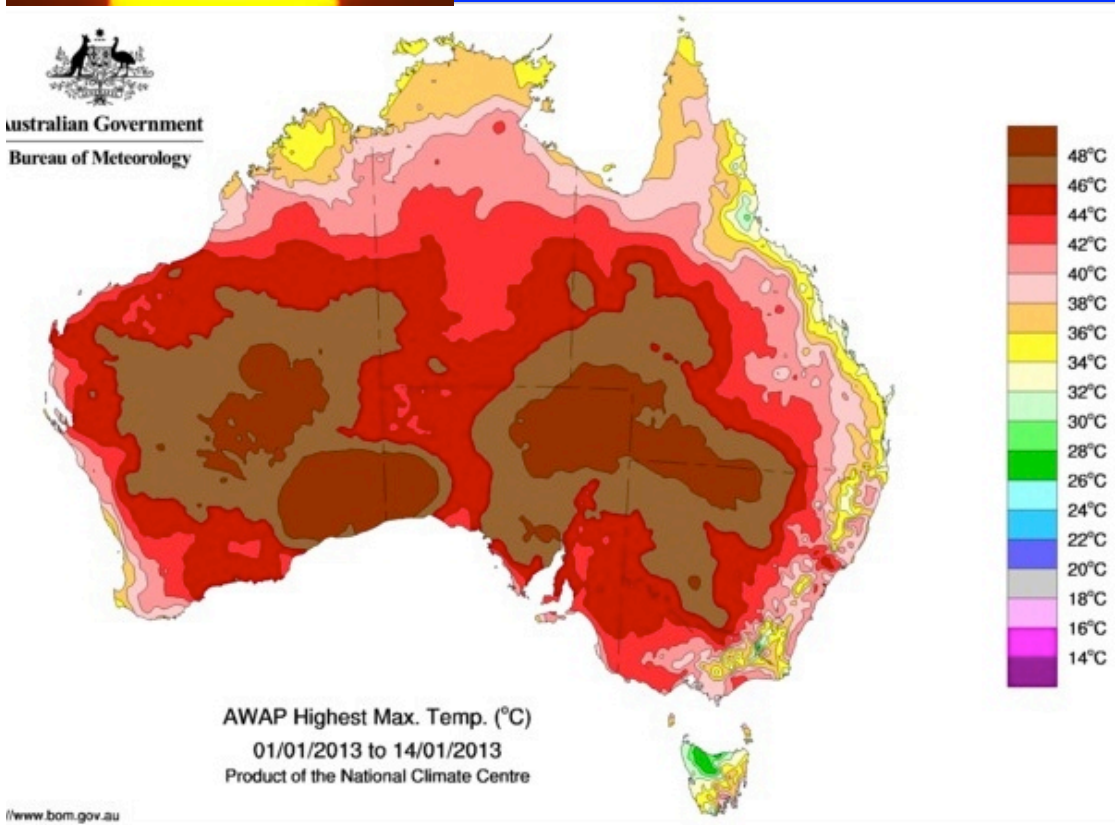 ustralian Government
Bureau of Meteorology
48°C
46°C
44°C
42°C
40°C
38°C
36°C
34°C
32°C
30°C
28°C
26°C
24°C
22°C
20°C
18°C
16°C
14°C
AWAP Highest Max. Temp. (°C)
01/01/2013 to 14/01/2013
Product of the National Climate Centre
//www.bom.gov.au